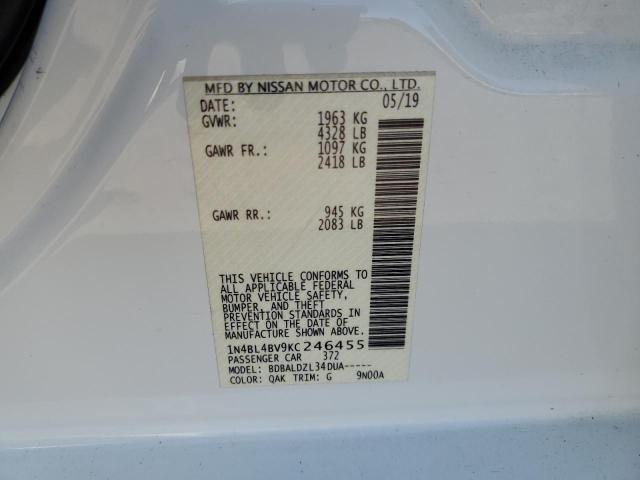 MFD BY NISSAN MOTOR CO., LTD.
DATE: 05/19
GVWR: 1963 KG
4328 LB
GAWR FR.: 1097 KG
2418 LB
GAWR RR.: 945 KG
2083 LB
THIS VEHICLE CONFORMS TO
ALL APPLICABLE FEDERAL
MOTOR VEHICLE SAFETY,
BUMPER, AND THEFT
PREVENTION STANDARDS IN
EFFECT ON THE DATE OF
MANUFACTURE SHOWN ABOVE.
1N4BL4BV9KC246455
PASSENGER CAR 372
MODEL: BDBALDZL34DUA-----
COLOR: QAK TRIM: G 9N00A